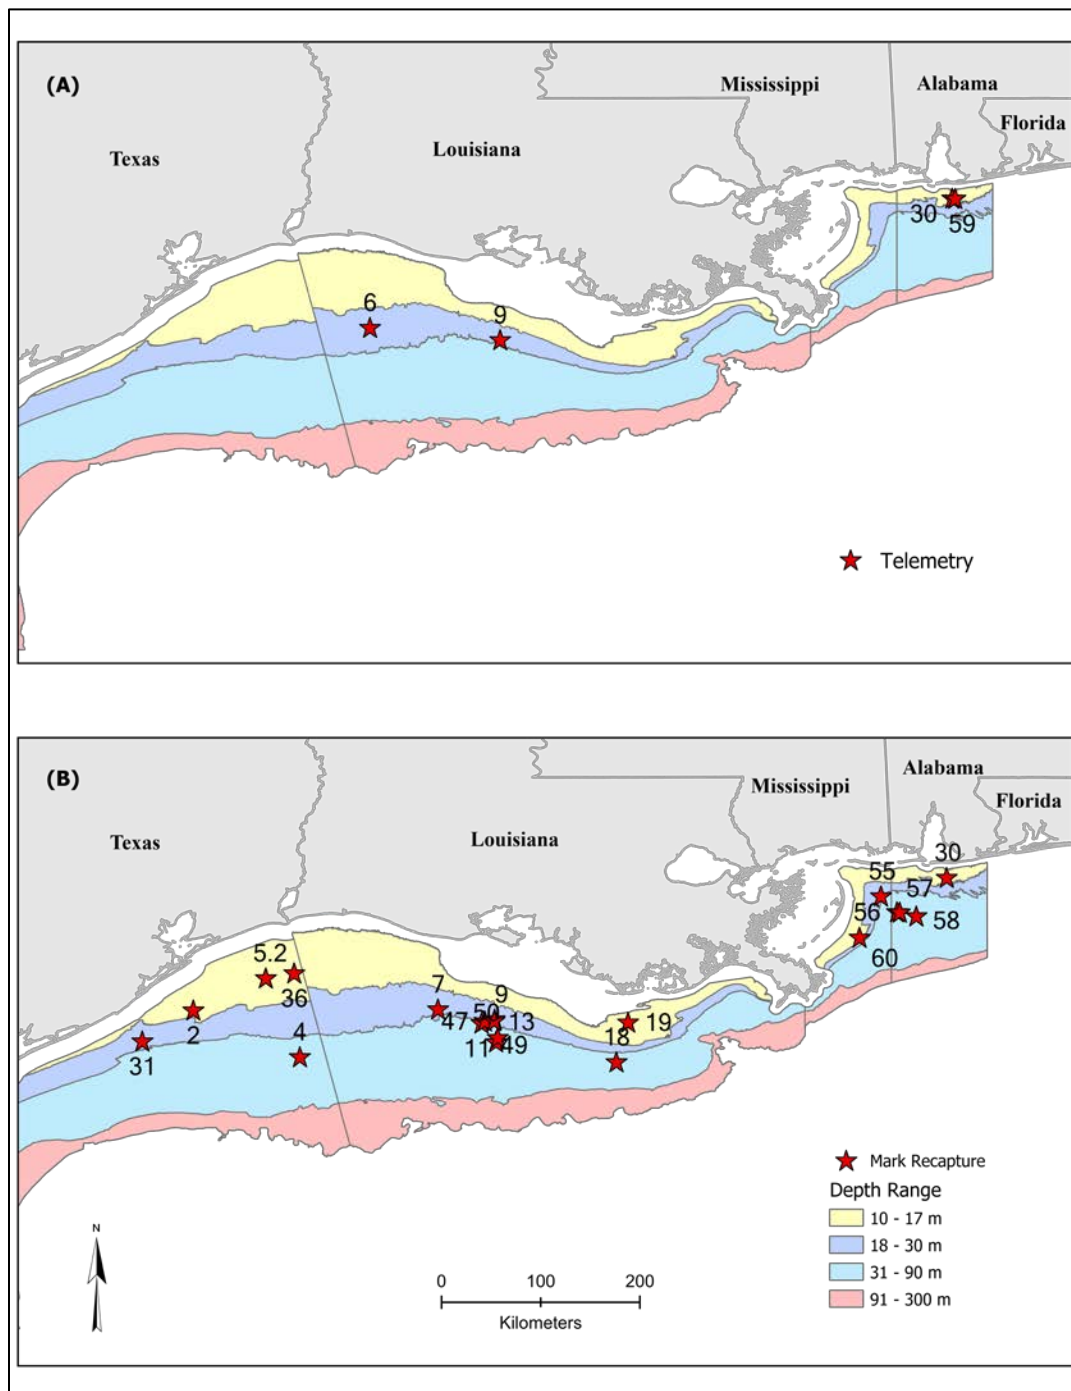 (A)
Mississippi
Alabama
Florida
Texas
Louisiana
30
59
6
9
Telemetry
(B)
Mississippi
Alabama
Florida
Texas
Louisiana
30
55
57
56
58
60
5.2
36
7
9
50
47
13
19
2
4
11
49
18
31
Mark Recapture
Depth Range
10 - 17 m
18 - 30 m
31 - 90 m
91 - 300 m
N
0 100 200
Kilometers